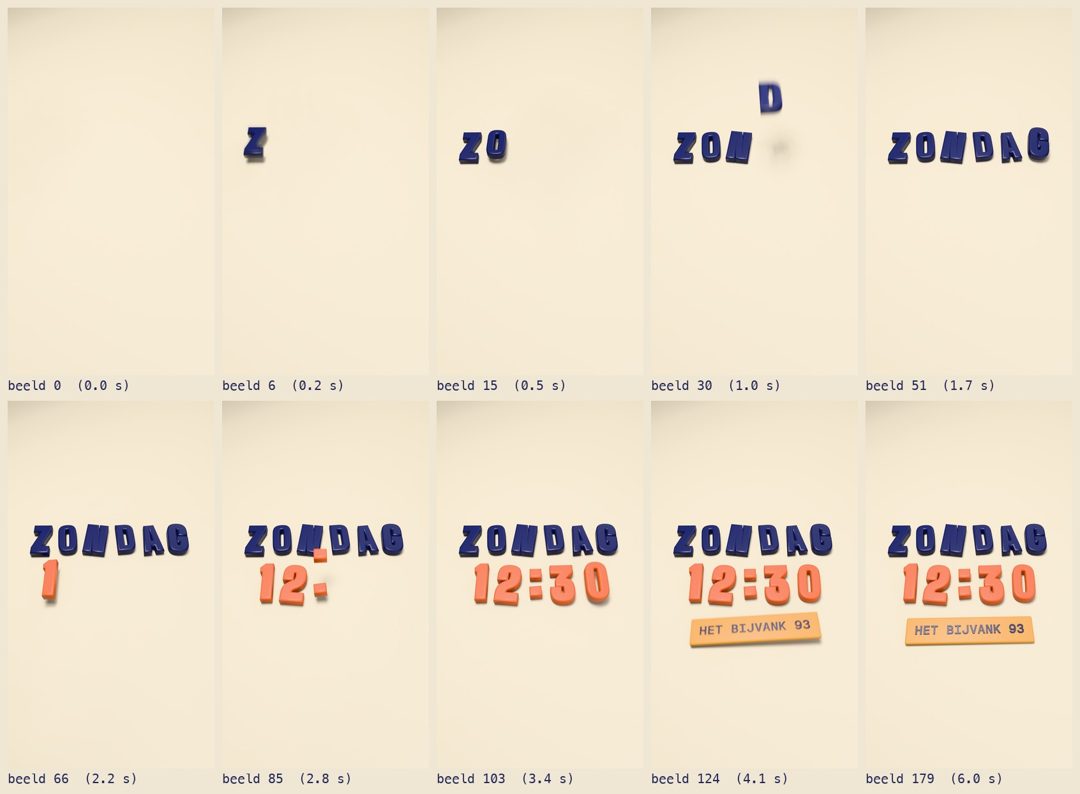 Z
ZO
ZON
D
ZONDAG
beeld 0 (0.0 s)
beeld 6 (0.2 s)
beeld 15 (0.5 s)
beeld 30 (1.0 s)
beeld 51 (1.7 s)
ZONDAG
1
ZONDAG
12:
ZONDAG
12:30
ZONDAG
12:30
HET BIJVANK 93
ZONDAG
12:30
HET BIJVANK 93
beeld 66 (2.2 s)
beeld 85 (2.8 s)
beeld 103 (3.4 s)
beeld 124 (4.1 s)
beeld 179 (6.0 s)